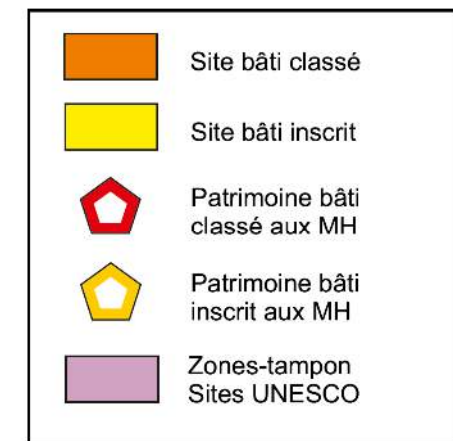 Site bâti classé
Site bâti inscrit
Patrimoine bâti
classé aux MH
Patrimoine bâti
inscrit aux MH
Zones-tampon
Sites UNESCO